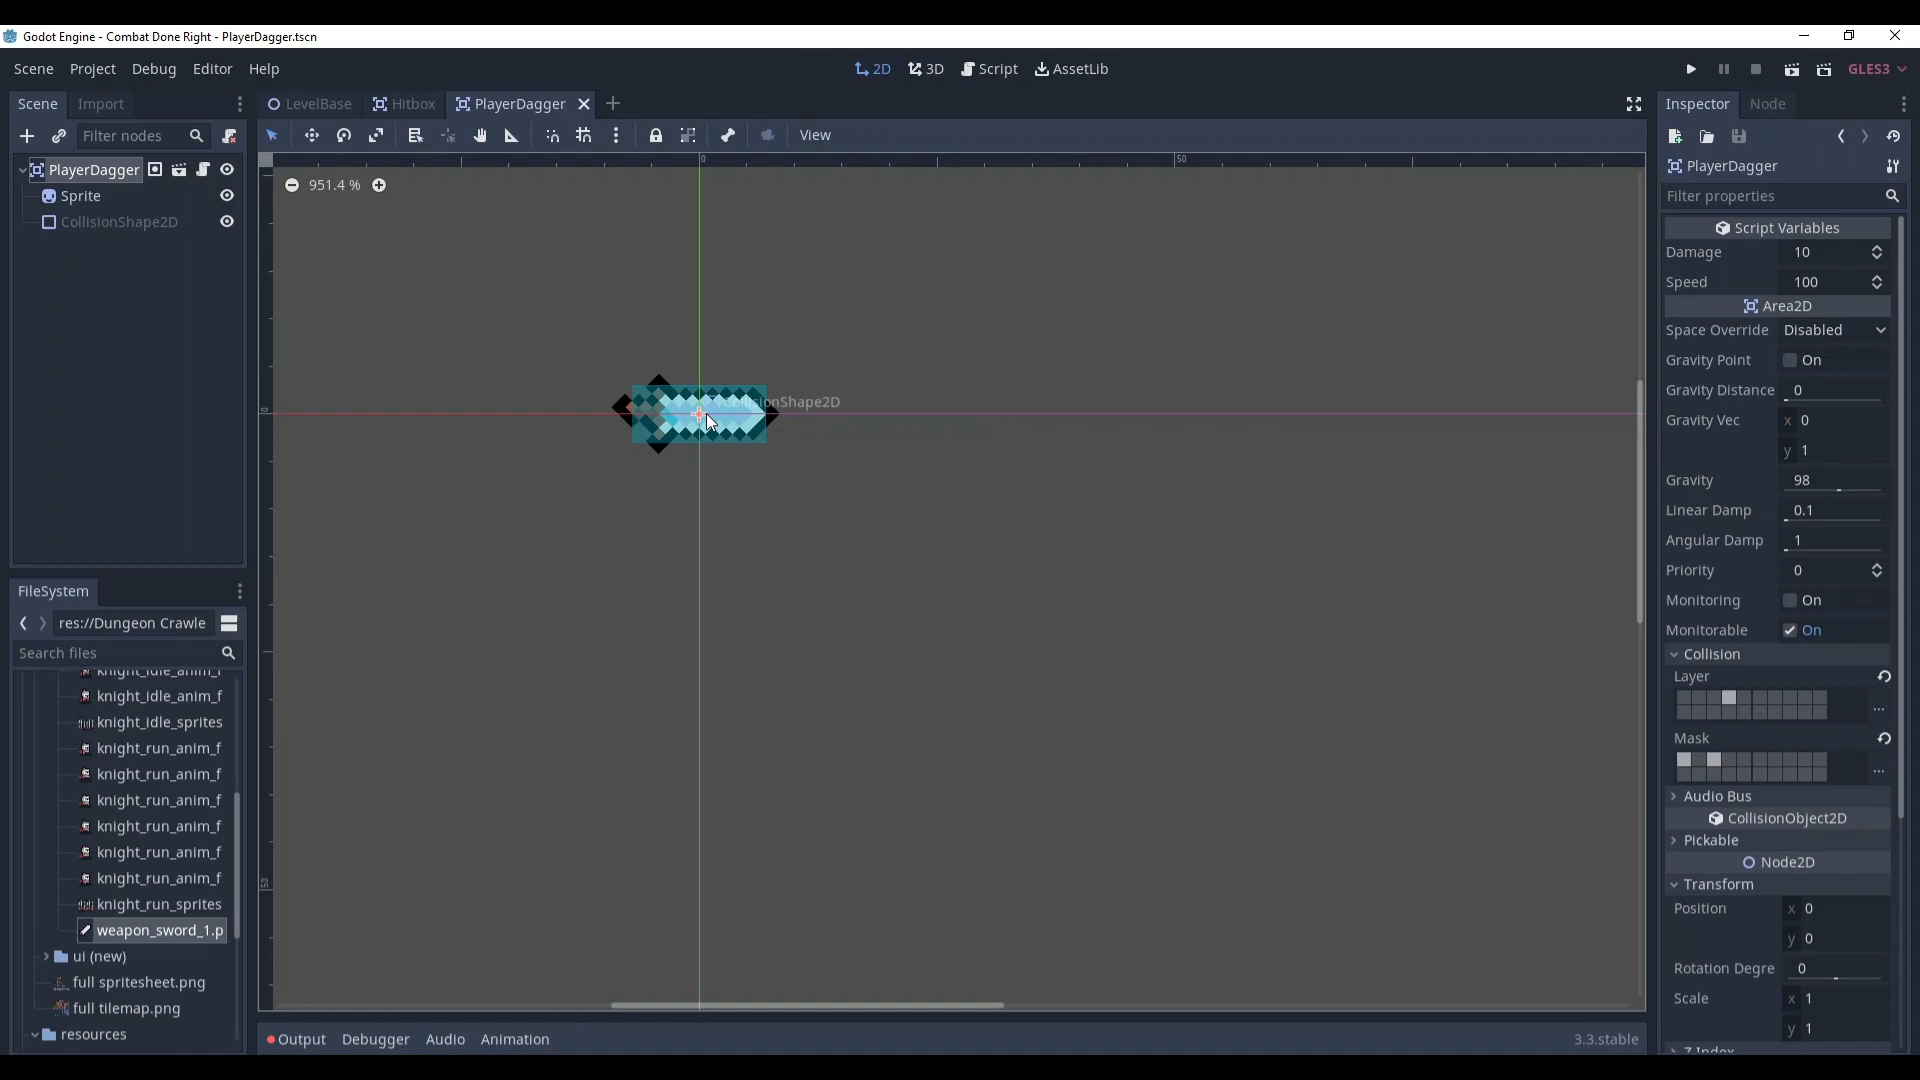 Godot Engine - Combat Done Right - PlayerDagger.tscn
Scene Project Debug Editor Help
2D 3D Script AssetLib
GLES3
Scene Import
LevelBase Hitbox PlayerDagger
Inspector Node
Filter nodes
View
PlayerDagger
Sprite
CollisionShape2D
951.4 %
0
50
0
50
CollisionShape2D
PlayerDagger
Filter properties
Script Variables
Damage 10
Speed 100
Area2D
Space Override Disabled
Gravity Point On
Gravity Distance 0
Gravity Vec x 0
y 1
Gravity 98
Linear Damp 0.1
Angular Damp 1
Priority 0
Monitoring On
Monitorable On
Collision
Layer
...
Mask
...
Audio Bus
CollisionObject2D
Pickable
Node2D
Transform
Position x 0
y 0
Rotation Degre 0
Scale x 1
y 1
Z Index
FileSystem
res://Dungeon Crawle
Search files
knight_idle_anim_f
knight_idle_anim_f
knight_idle_sprites
knight_run_anim_f
knight_run_anim_f
knight_run_anim_f
knight_run_anim_f
knight_run_anim_f
knight_run_anim_f
knight_run_sprites
weapon_sword_1.p
ui (new)
full spritesheet.png
full tilemap.png
resources
Output Debugger Audio Animation
3.3.stable